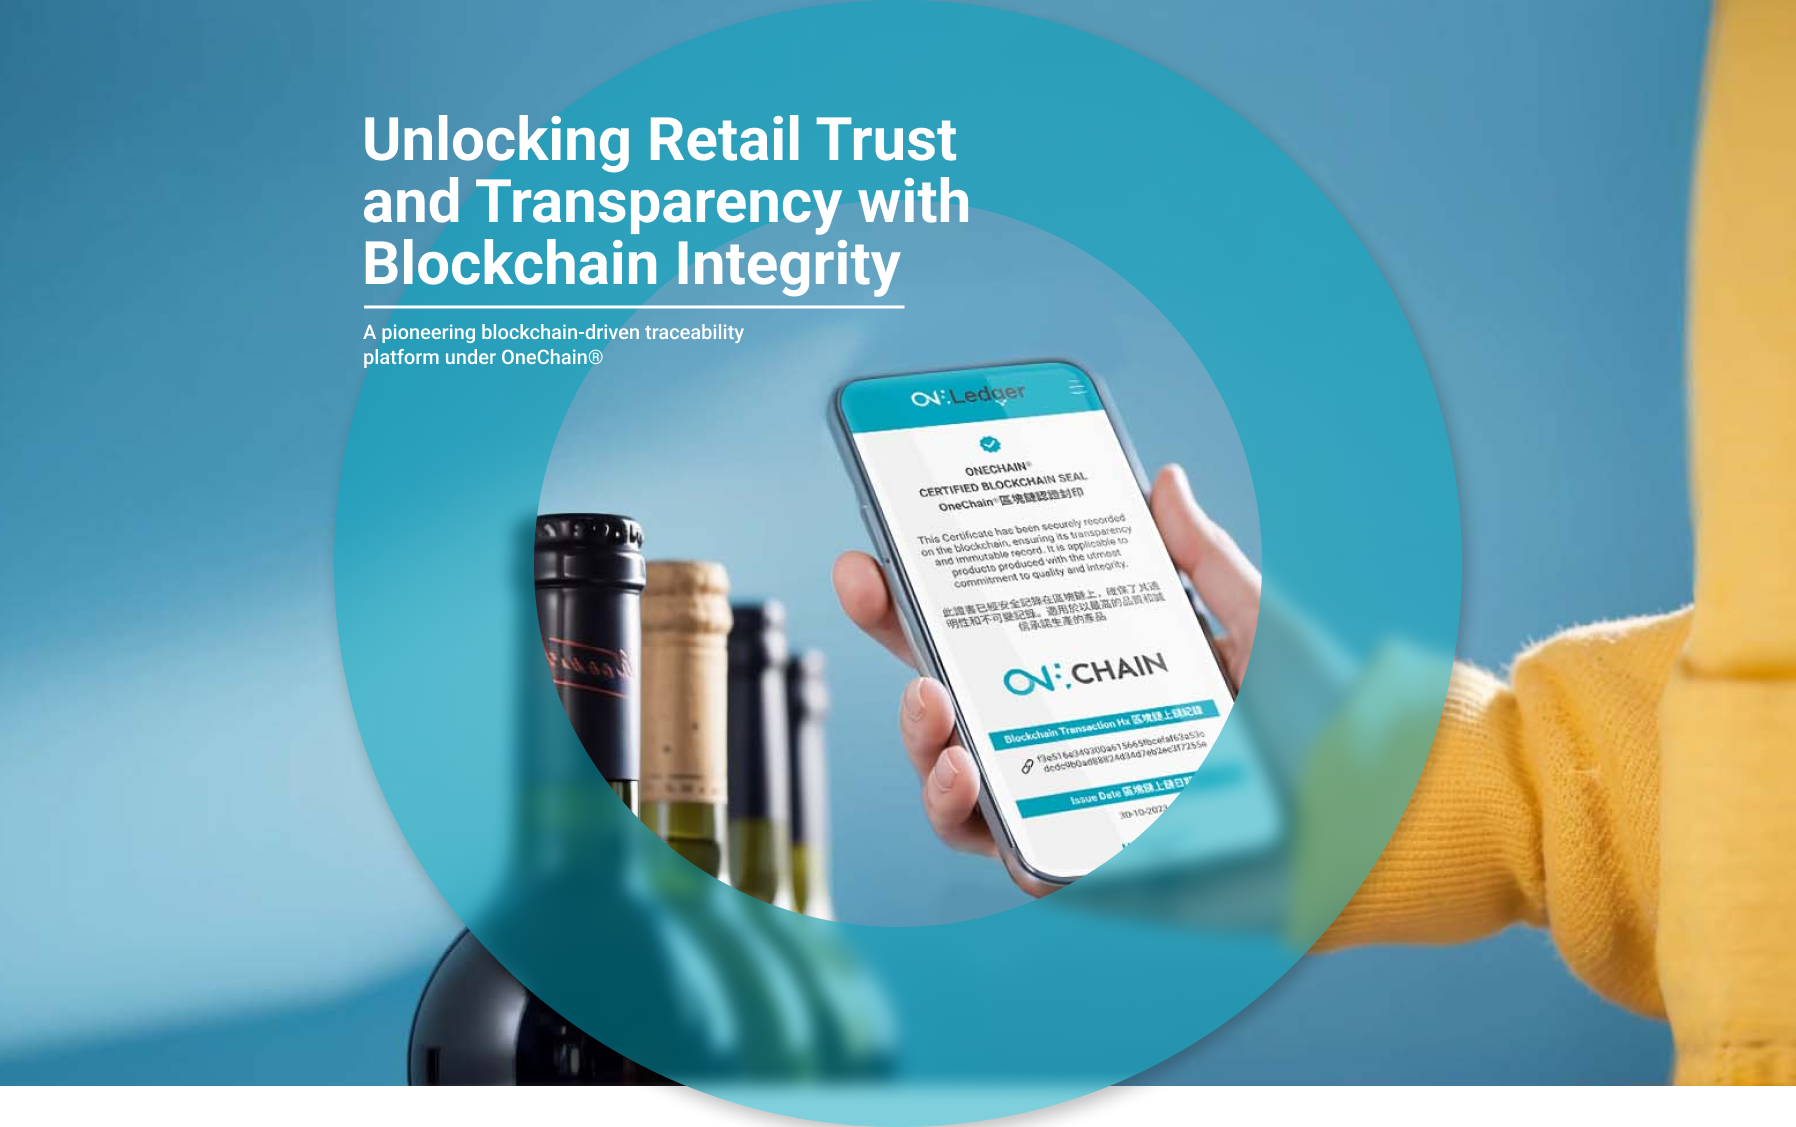 Unlocking Retail Trust
and Transparency with
Blockchain Integrity
A pioneering blockchain-driven traceability
platform under OneChain®
ON:Ledger
ONECHAIN®
CERTIFIED BLOCKCHAIN SEAL
OneChain® 區塊鏈認證封印
This Certificate has been securely recorded
on the blockchain, ensuring its transparency
and immutable record. It is applicable to
products produced with the utmost
commitment to quality and integrity.
此證書已經安全記錄在區塊鏈上，確保了其透
明性和不可變記錄。適用於以最高的品質和誠
信承諾生產的產品
ON:CHAIN
Blockchain Transaction Hx 區塊鏈上鏈紀錄
Issue Date 區塊鏈上鏈日期
30-10-2023